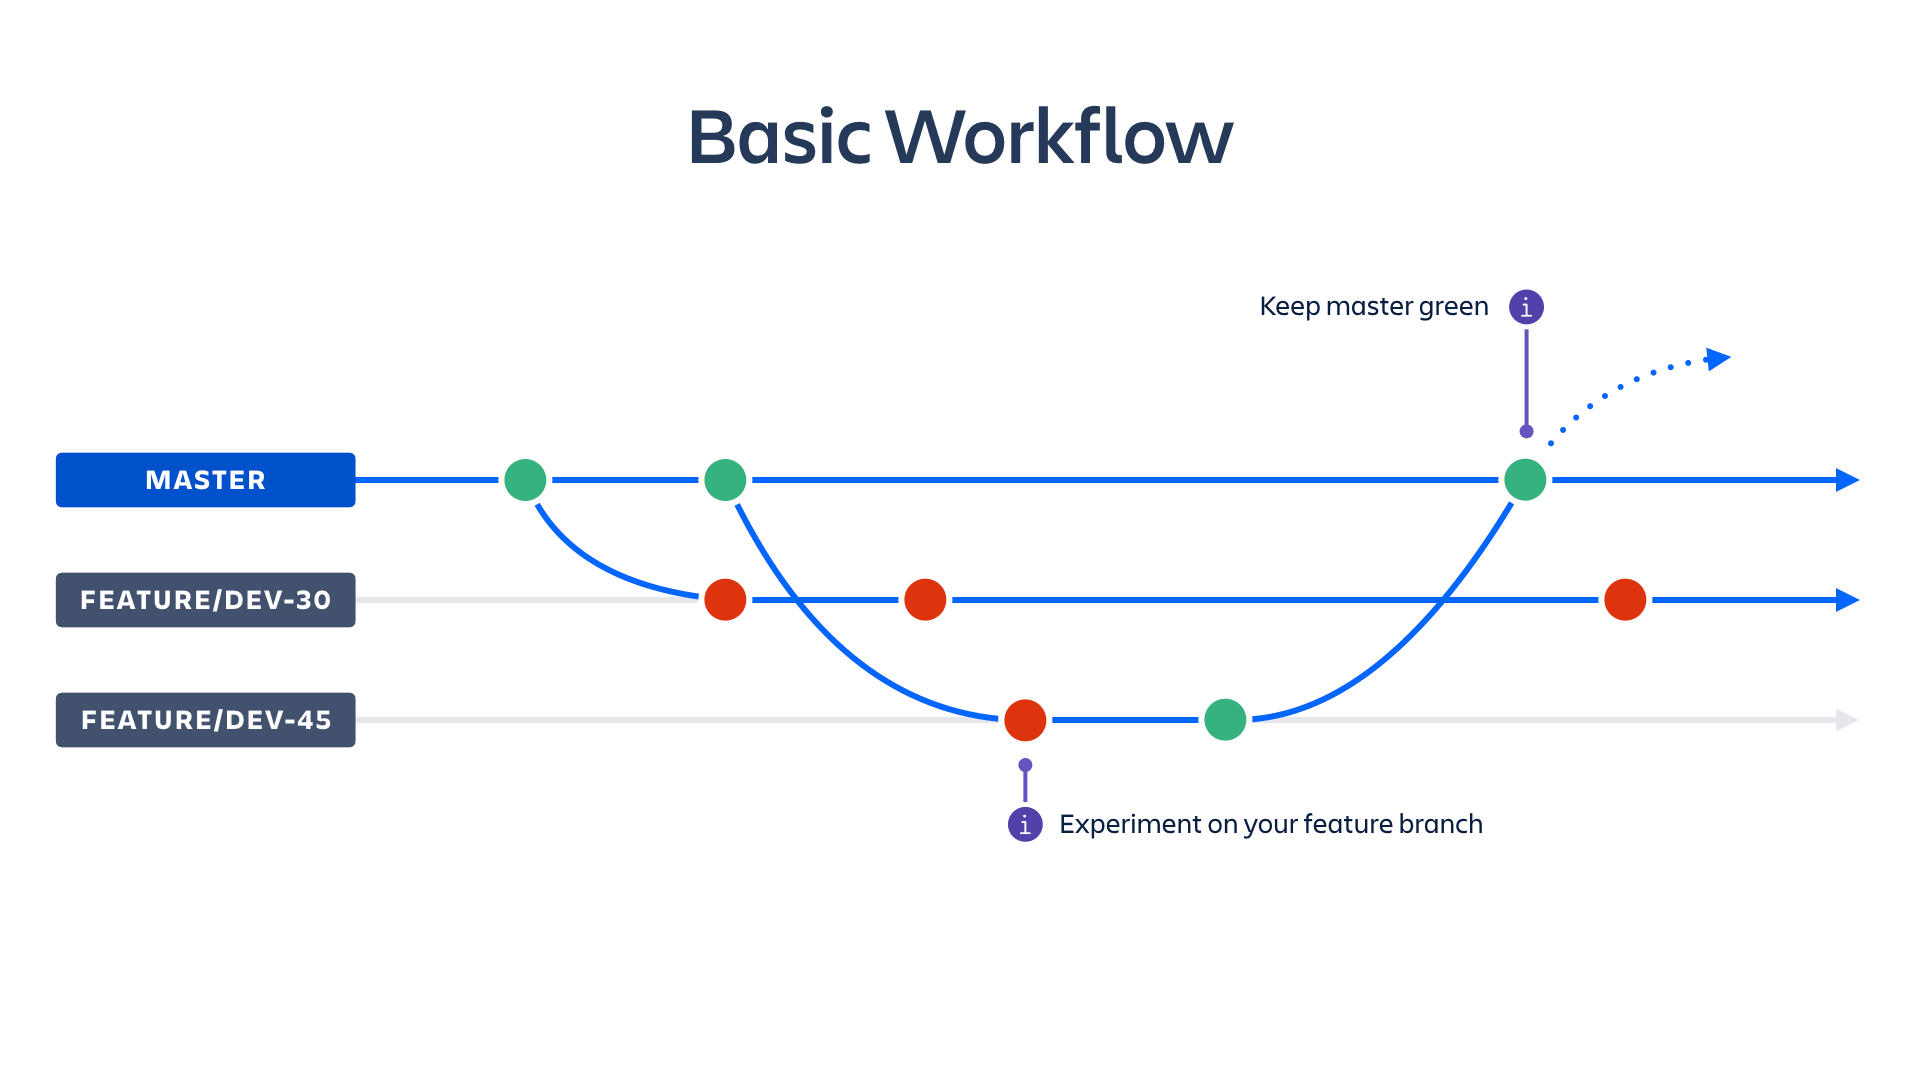 Basic Workflow
Keep master green i
MASTER
FEATURE/DEV-30
FEATURE/DEV-45
i Experiment on your feature branch